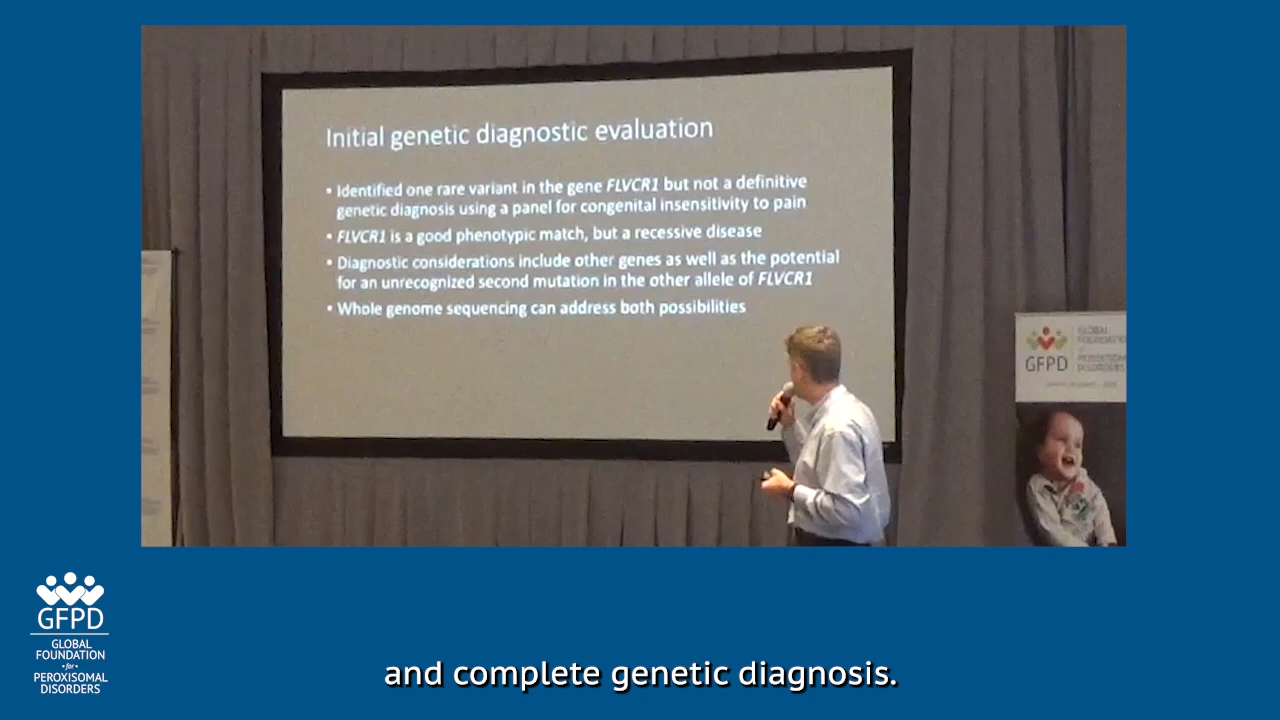 Initial genetic diagnostic evaluation
• Identified one rare variant in the gene FLVCR1 but not a definitive
genetic diagnosis using a panel for congenital insensitivity to pain
• FLVCR1 is a good phenotypic match, but a recessive disease
• Diagnostic considerations include other genes as well as the potential
for an unrecognized second mutation in the other allele of FLVCR1
• Whole genome sequencing can address both possibilities
GFPD
GLOBAL
FOUNDATION
PEROXISOMAL
DISORDERS
GFPD
GLOBAL
FOUNDATION
•for•
PEROXISOMAL
DISORDERS
and complete genetic diagnosis.